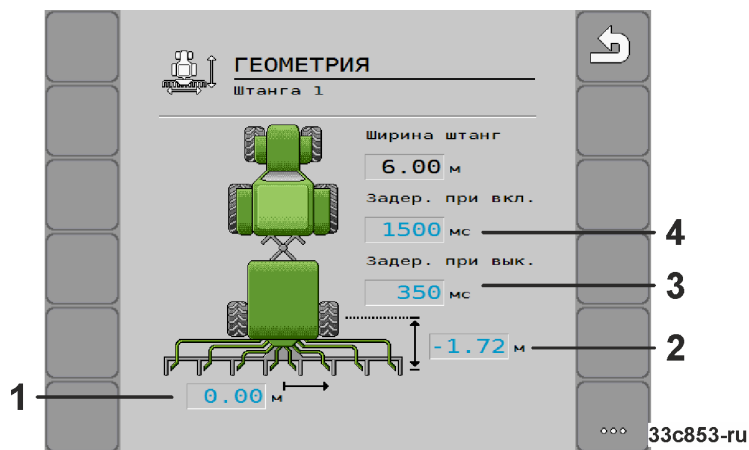 ГЕОМЕТРИЯ
Штанга 1
Ширина штанг
6.00 м
Задер. при вкл.
1500 мс
4
Задер. при вык.
350 мс
3
-1.72 м
2
1
0.00 м
33c853-ru